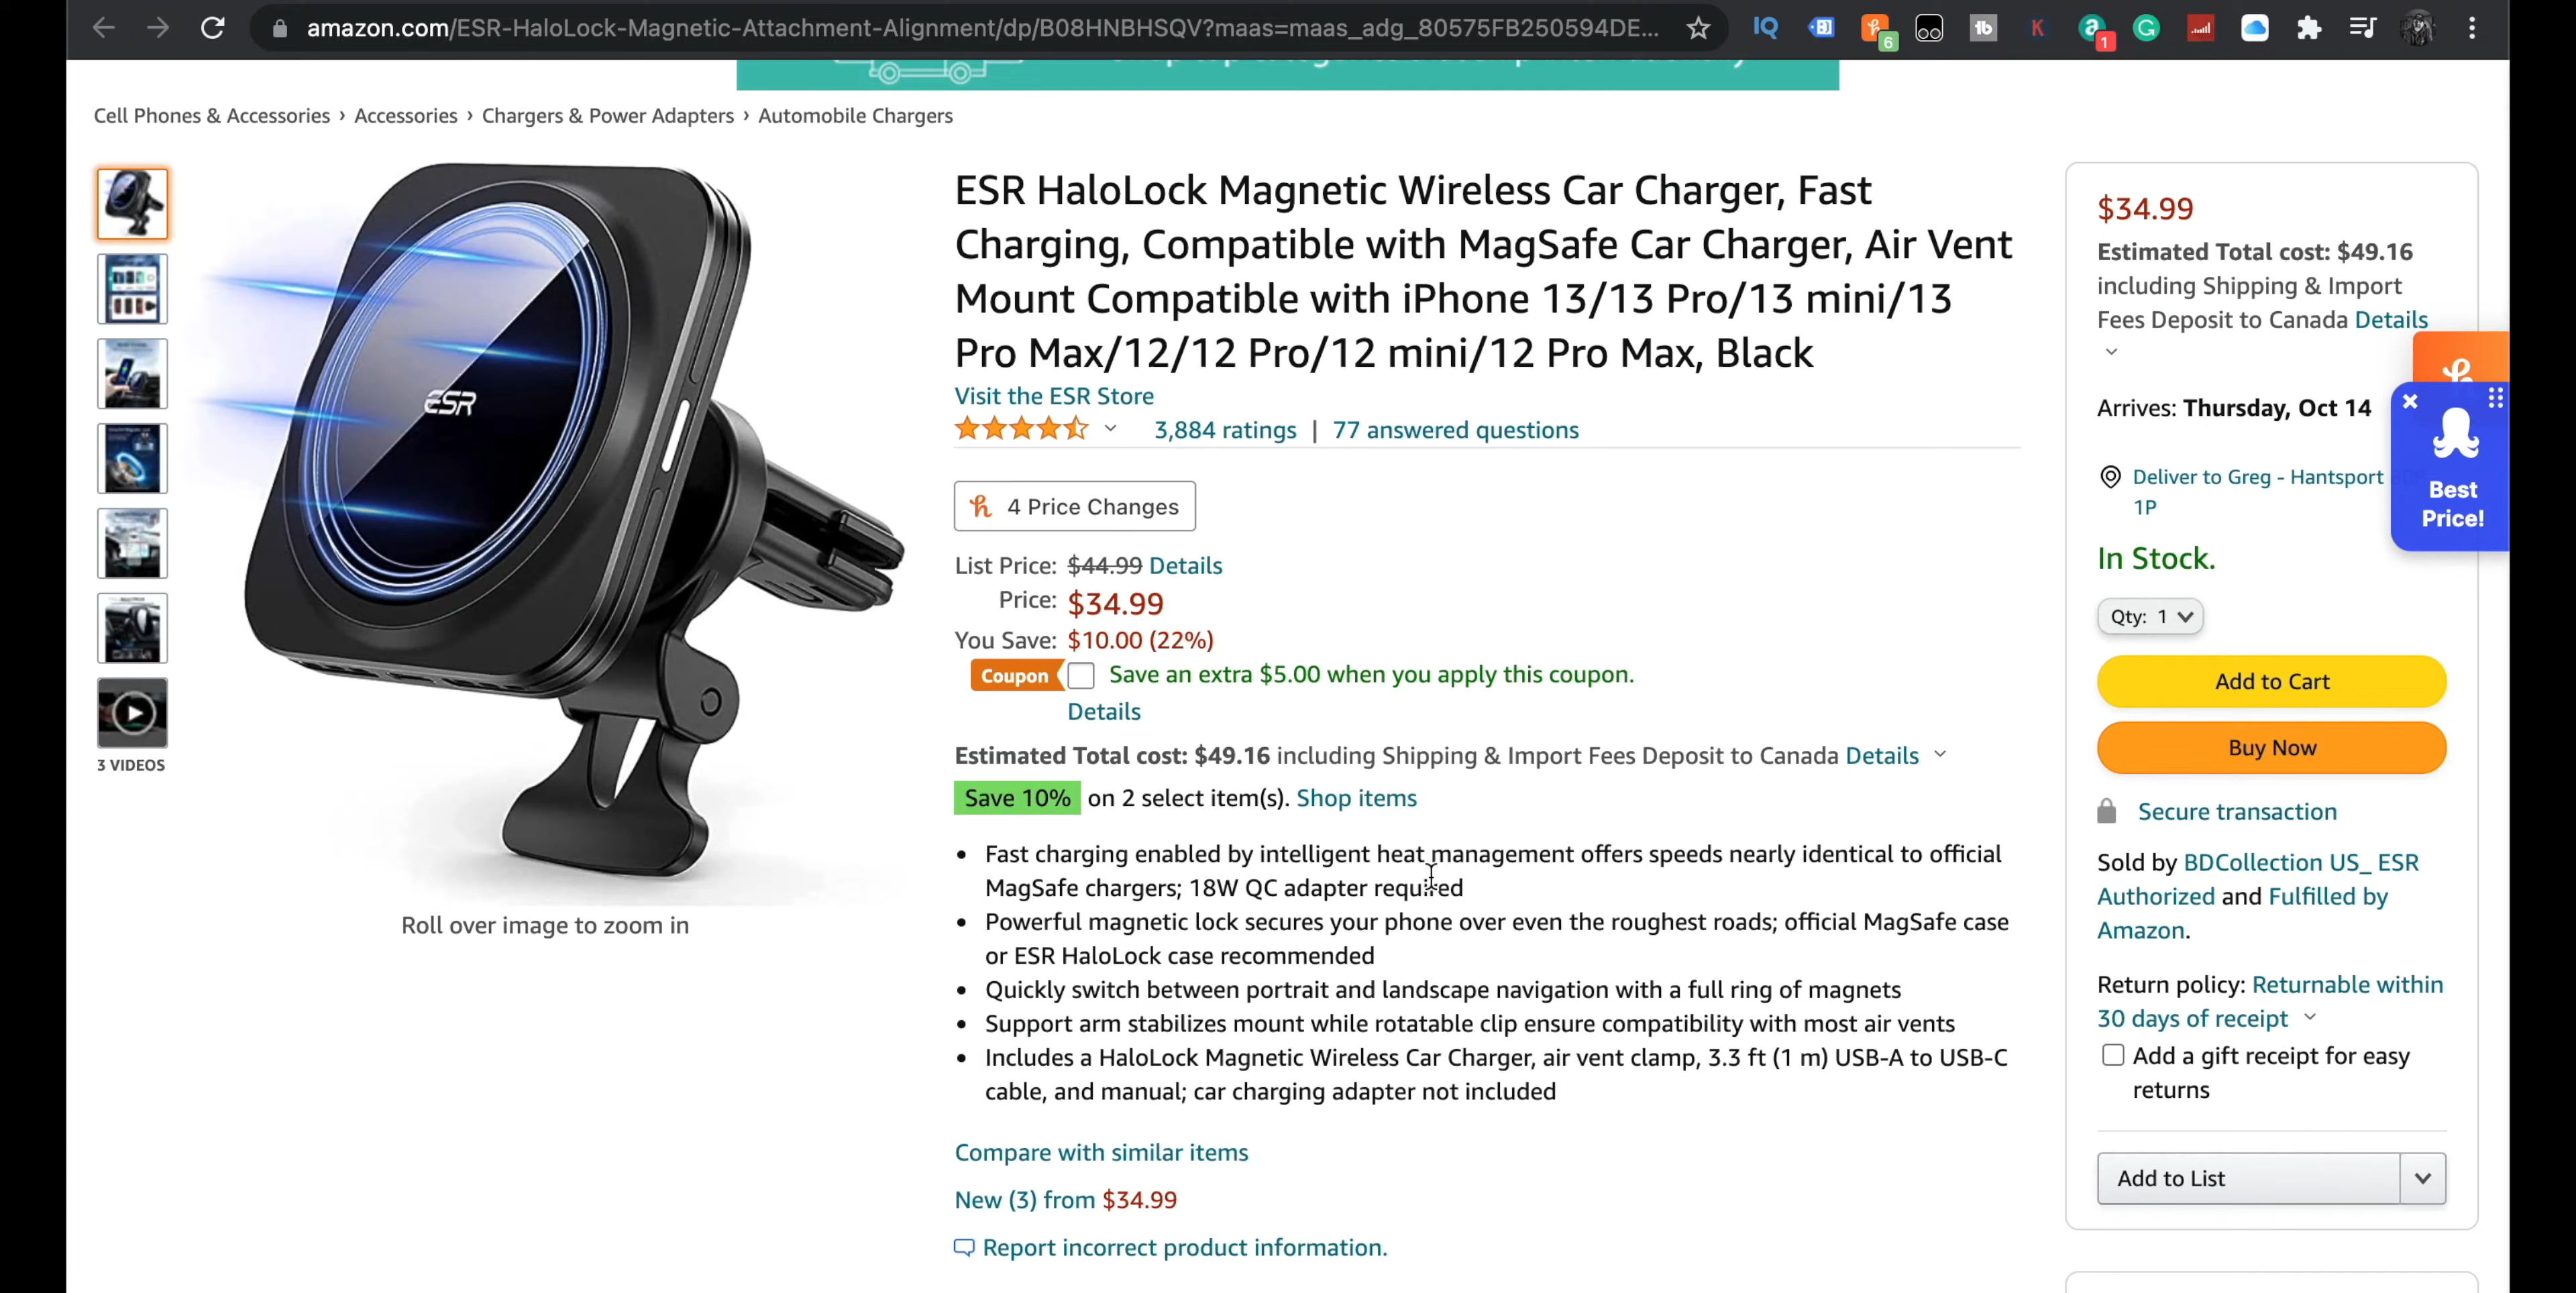 amazon.com/ESR-HaloLock-Magnetic-Attachment-Alignment/dp/B08HNBHSQV?maas=maas_adg_80575FB250594DE...
IQ
6
tb
K
a
1
G
Cell Phones & Accessories › Accessories › Chargers & Power Adapters › Automobile Chargers
ESR
3 VIDEOS
Roll over image to zoom in
ESR HaloLock Magnetic Wireless Car Charger, Fast
Charging, Compatible with MagSafe Car Charger, Air Vent
Mount Compatible with iPhone 13/13 Pro/13 mini/13
Pro Max/12/12 Pro/12 mini/12 Pro Max, Black
Visit the ESR Store
3,884 ratings | 77 answered questions
4 Price Changes
List Price: $44.99 Details
Price: $34.99
You Save: $10.00 (22%)
Coupon Save an extra $5.00 when you apply this coupon.
Details
Estimated Total cost: $49.16 including Shipping & Import Fees Deposit to Canada Details
Save 10% on 2 select item(s). Shop items
• Fast charging enabled by intelligent heat management offers speeds nearly identical to official
MagSafe chargers; 18W QC adapter required
• Powerful magnetic lock secures your phone over even the roughest roads; official MagSafe case
or ESR HaloLock case recommended
• Quickly switch between portrait and landscape navigation with a full ring of magnets
• Support arm stabilizes mount while rotatable clip ensure compatibility with most air vents
• Includes a HaloLock Magnetic Wireless Car Charger, air vent clamp, 3.3 ft (1 m) USB-A to USB-C
cable, and manual; car charging adapter not included
Compare with similar items
New (3) from $34.99
Report incorrect product information.
$34.99
Estimated Total cost: $49.16
including Shipping & Import
Fees Deposit to Canada Details
Arrives: Thursday, Oct 14
Deliver to Greg - Hantsport
1P
Best
Price!
In Stock.
Qty: 1
Add to Cart
Buy Now
Secure transaction
Sold by BDCollection US_ ESR
Authorized and Fulfilled by
Amazon.
Return policy: Returnable within
30 days of receipt
Add a gift receipt for easy
returns
Add to List